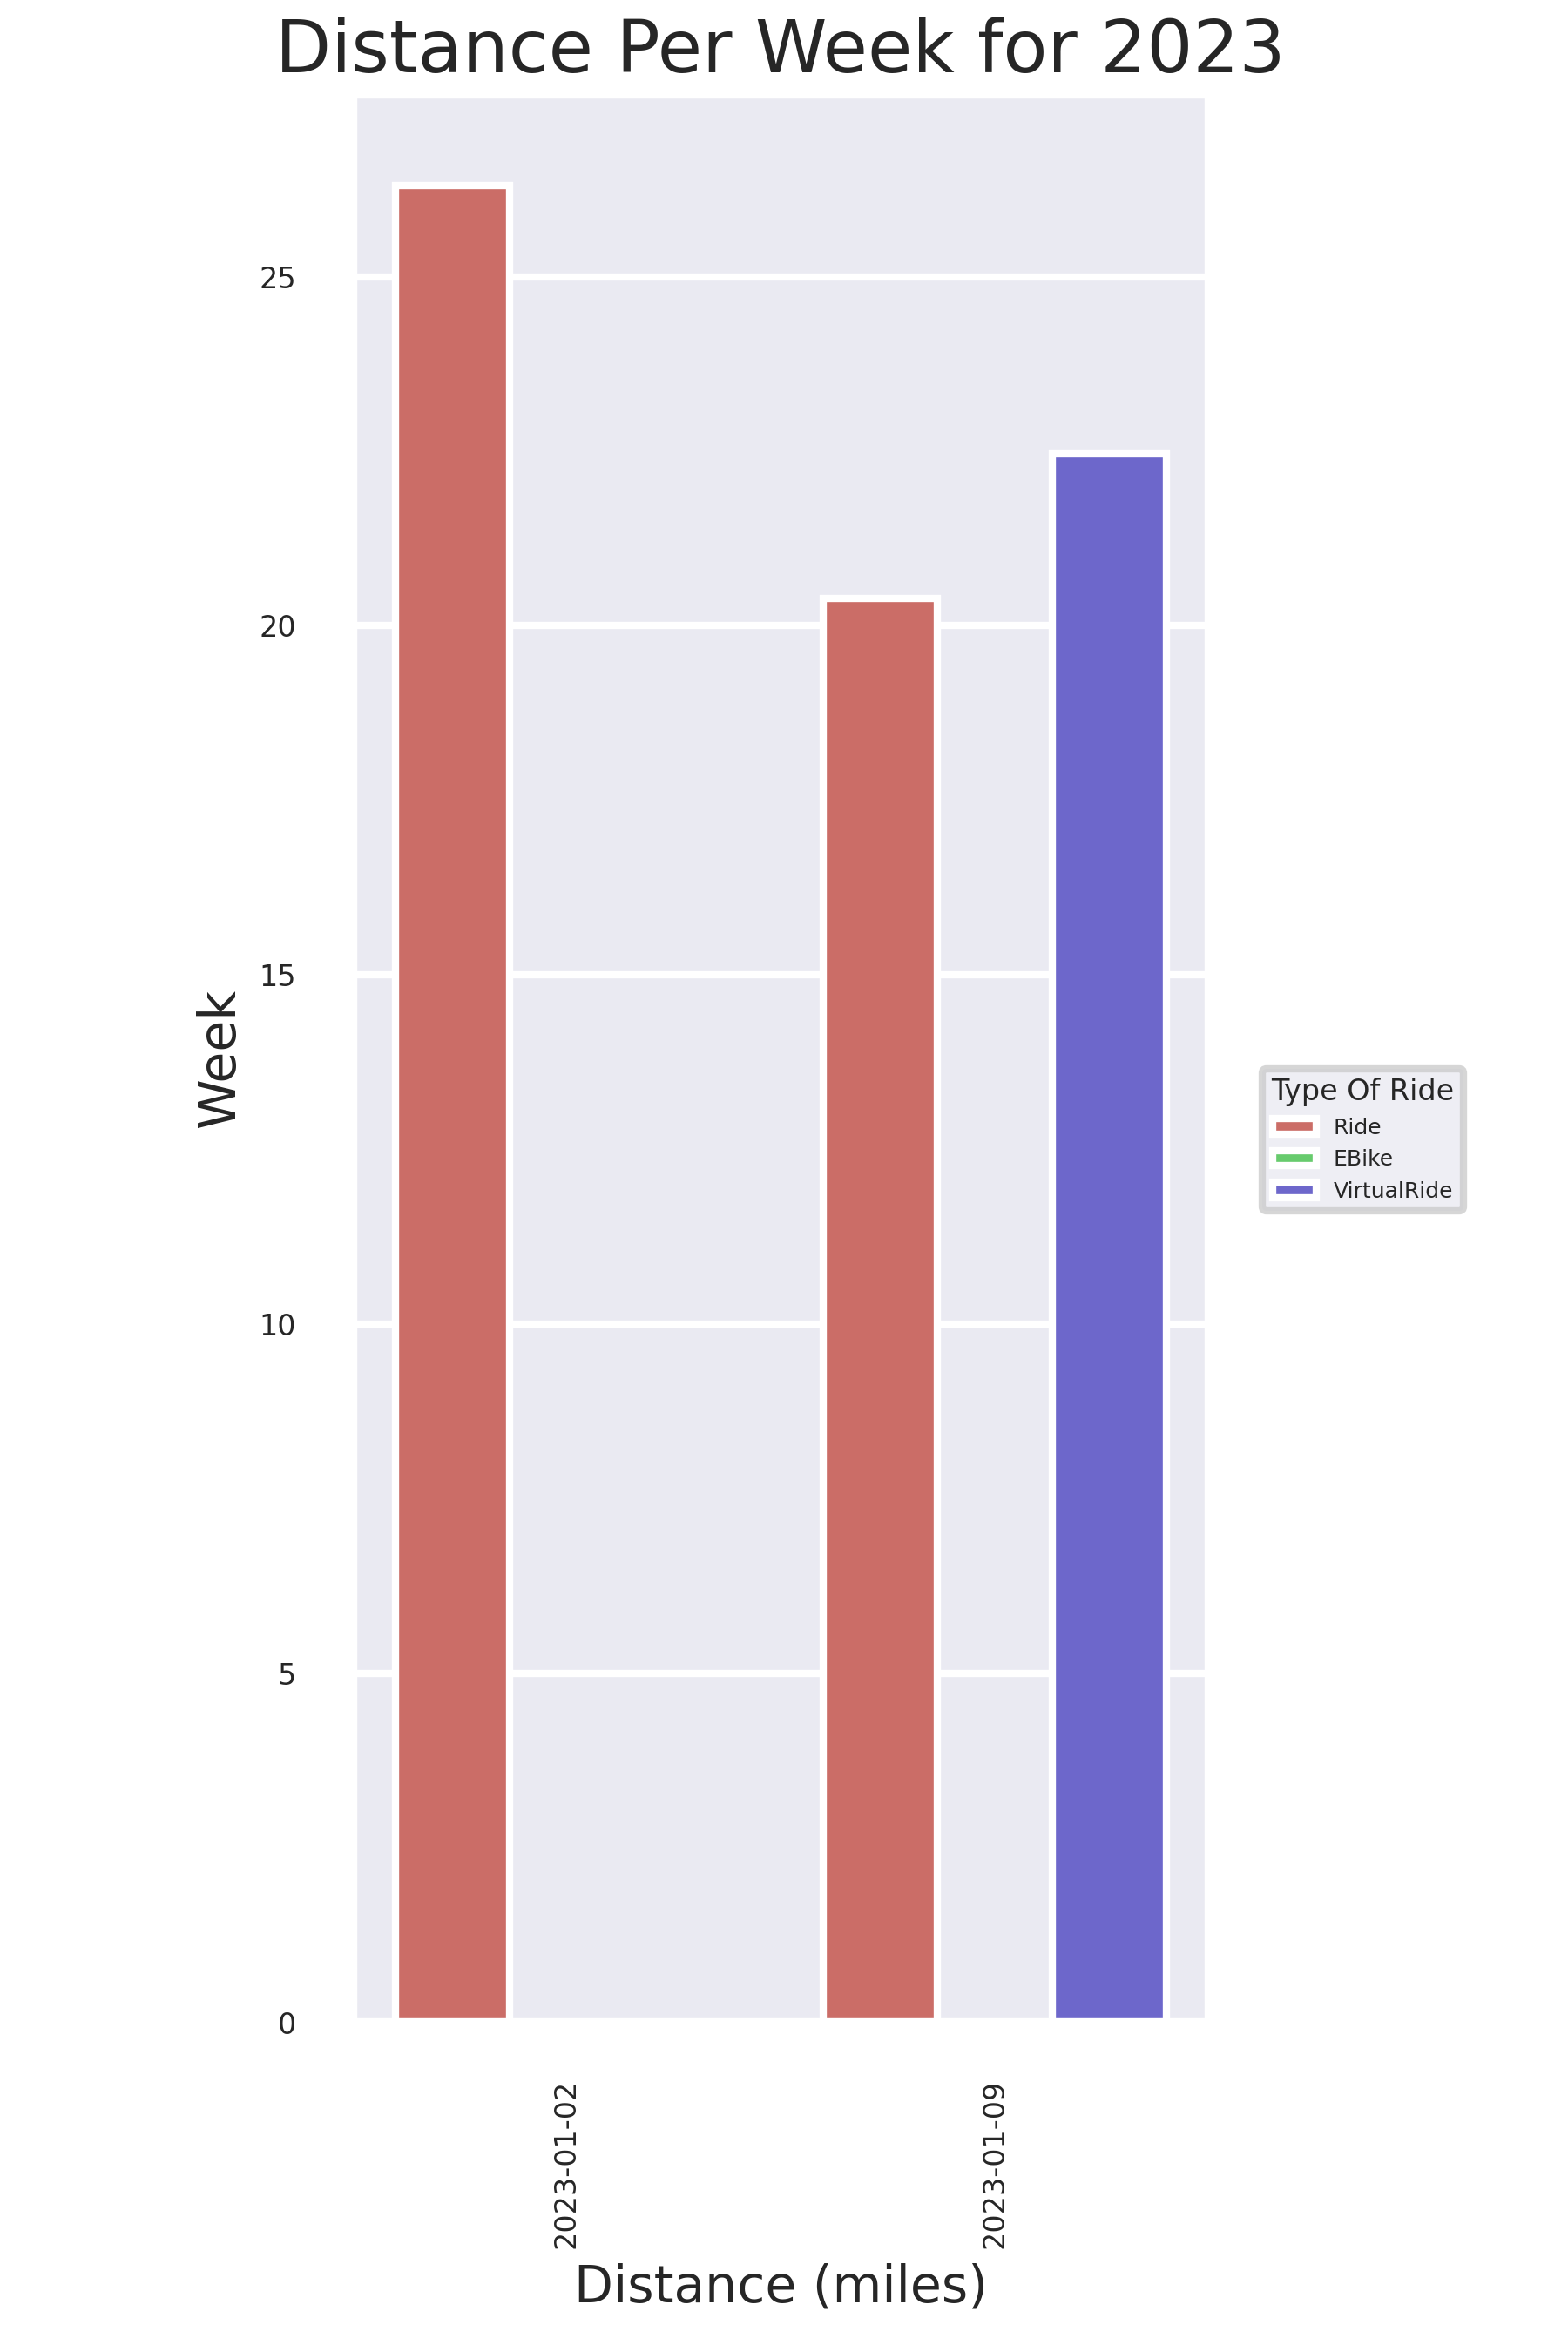 Distance Per Week for 2023
25
20
15
10
5
0
Week
Type Of Ride
Ride
EBike
VirtualRide
2023-01-02
2023-01-09
Distance (miles)